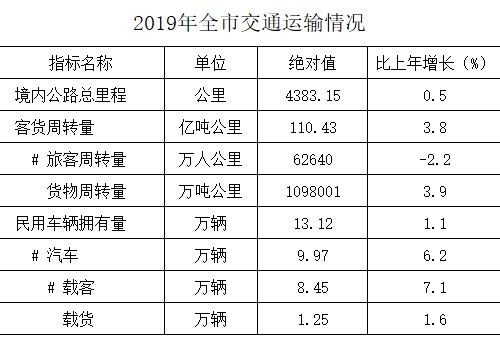 2019年全市交通运输情况
指标名称 单位 绝对值 比上年增长（%）
境内公路总里程 公里 4383.15 0.5
客货周转量 亿吨公里 110.43 3.8
# 旅客周转量 万人公里 62640 -2.2
货物周转量 万吨公里 1098001 3.9
民用车辆拥有量 万辆 13.12 1.1
# 汽车 万辆 9.97 6.2
# 载客 万辆 8.45 7.1
载货 万辆 1.25 1.6